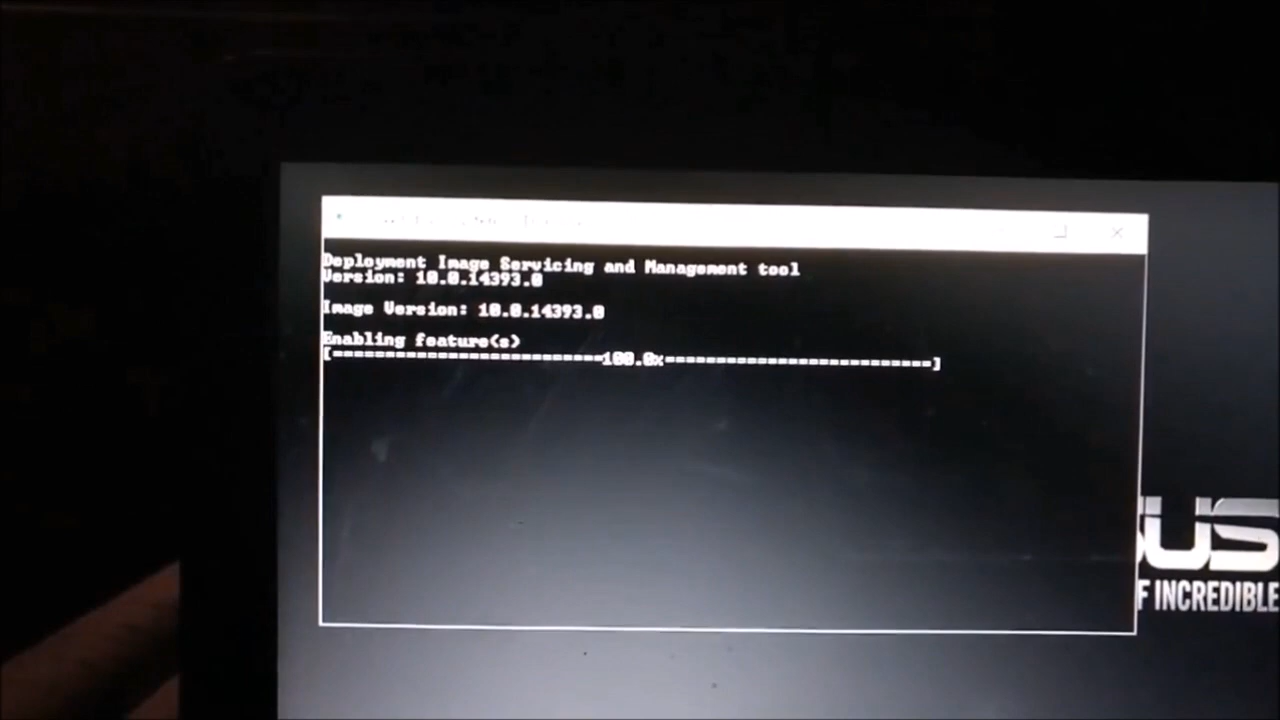 Deployment Image Servicing and Management tool
Version: 10.0.14393.0
Image Version: 10.0.14393.0
Enabling feature(s)
[==========================100.0%==========================]
SUS
F INCREDIBLE